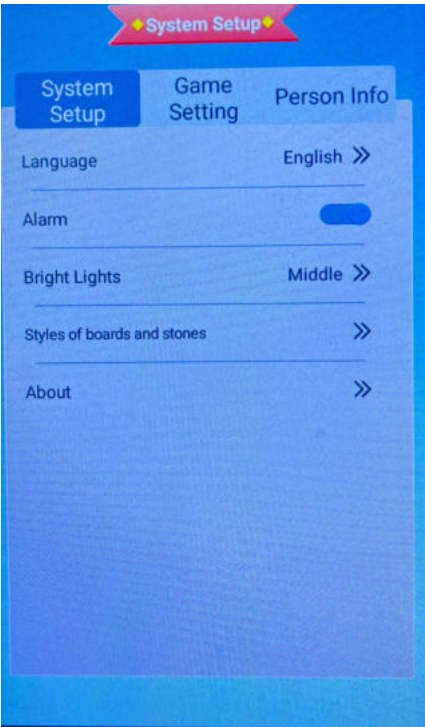 System Setup
System
Setup
Game
Setting
Person Info
Language
English
Alarm
Bright Lights
Middle
Styles of boards and stones
About